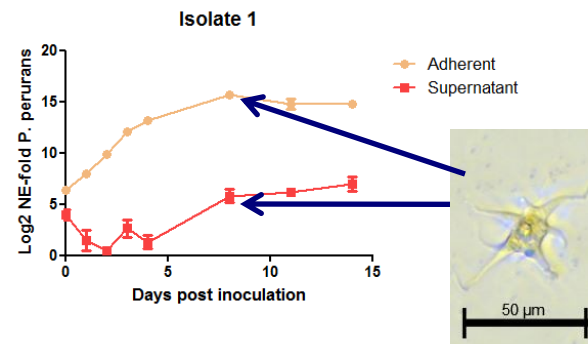 Isolate 1
20
15
10
5
0
0
5
10
15
Log2 NE-fold P. perurans
Days post inoculation
Adherent
Supernatant
50 µm